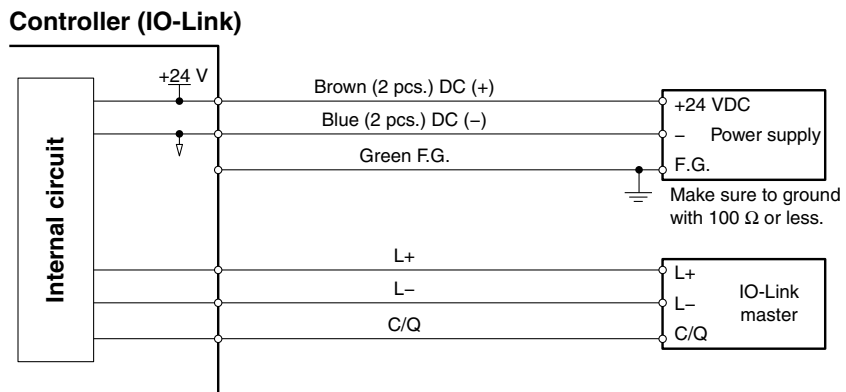 Controller (IO-Link)
+24 V
Internal circuit
Brown (2 pcs.) DC (+)
Blue (2 pcs.) DC (−)
Green F.G.
+24 VDC
− Power supply
F.G.
Make sure to ground
with 100 Ω or less.
L+
L−
C/Q
L+
L−
C/Q
IO-Link
master